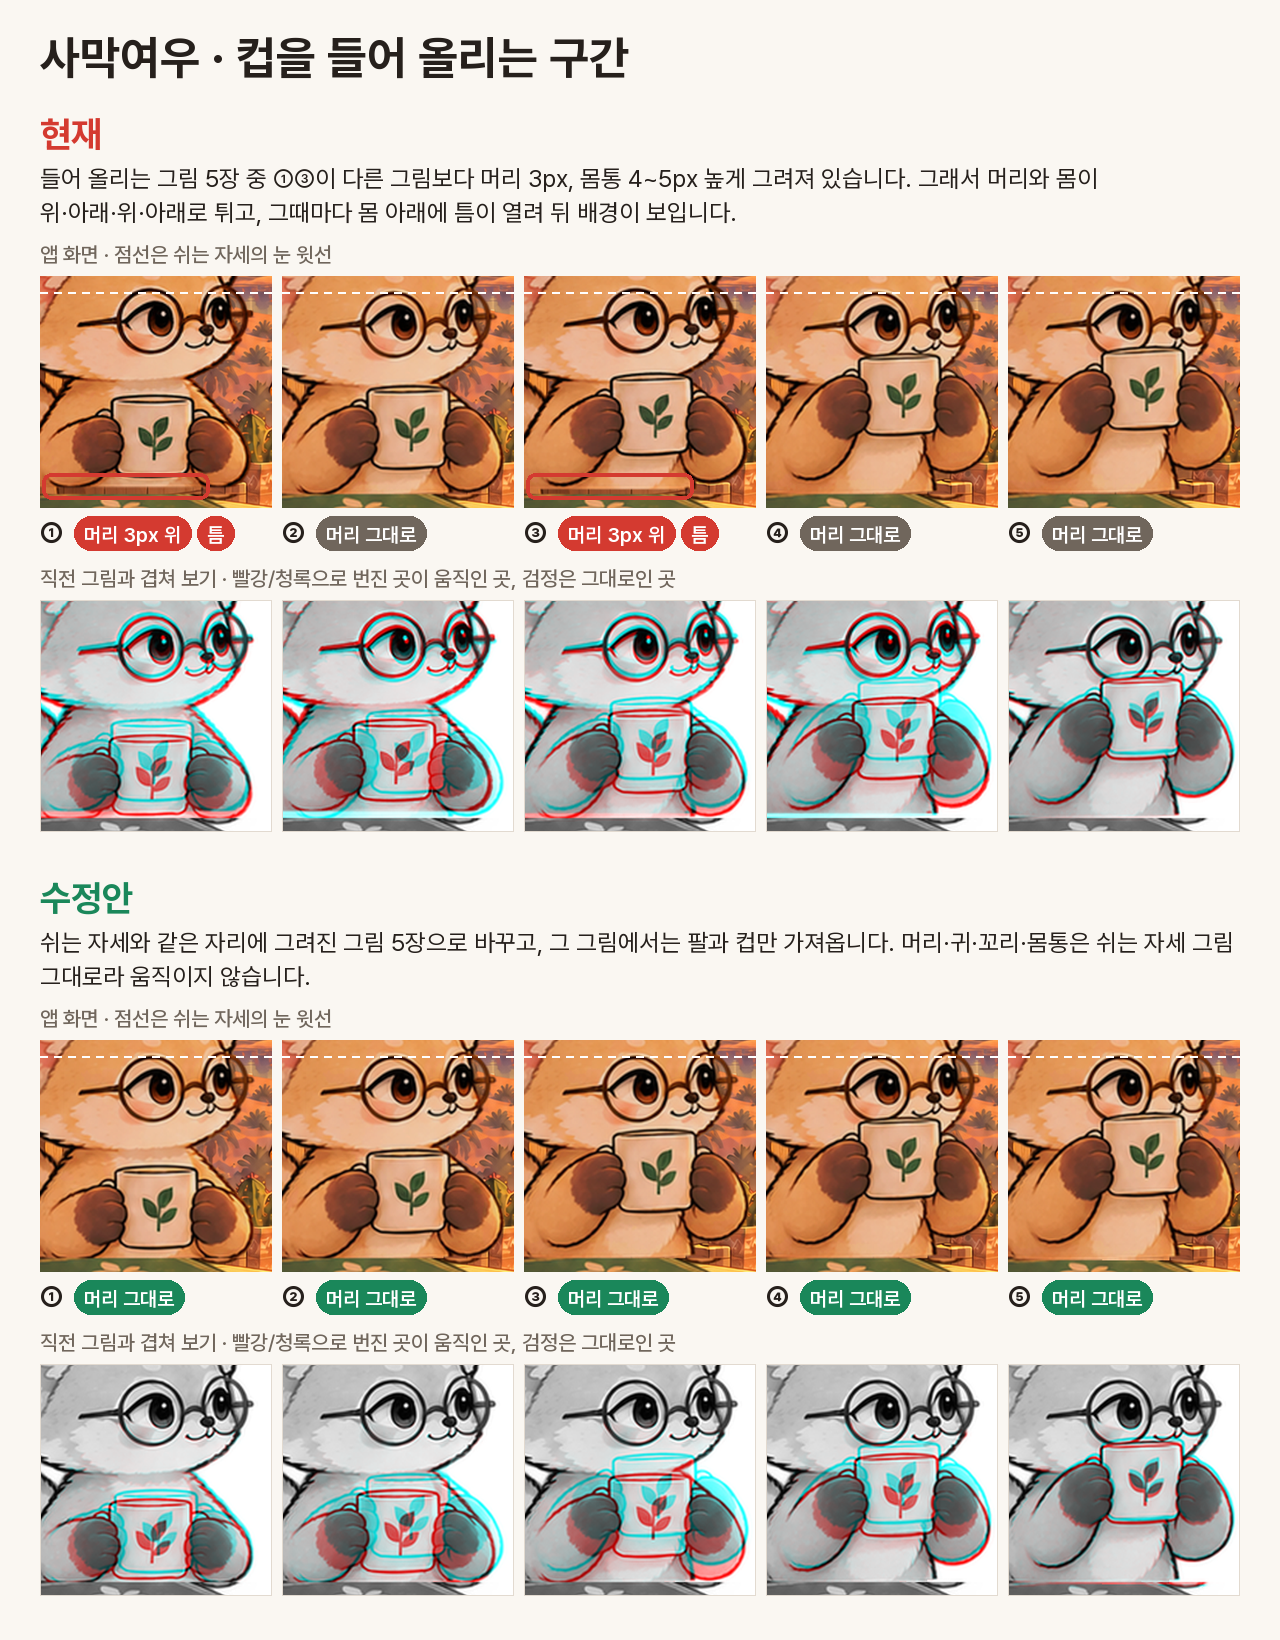 사막여우 · 컵을 들어 올리는 구간
현재
들어 올리는 그림 5장 중 ①③이 다른 그림보다 머리 3px, 몸통 4~5px 높게 그려져 있습니다. 그래서 머리와 몸이
위·아래·위·아래로 튀고, 그때마다 몸 아래에 틈이 열려 뒤 배경이 보입니다.
앱 화면 · 점선은 쉬는 자세의 눈 윗선
① 머리 3px 위 틈 ② 머리 그대로 ③ 머리 3px 위 틈 ④ 머리 그대로 ⑤ 머리 그대로
직전 그림과 겹쳐 보기 · 빨강/청록으로 번진 곳이 움직인 곳, 검정은 그대로인 곳
수정안
쉬는 자세와 같은 자리에 그려진 그림 5장으로 바꾸고, 그 그림에서는 팔과 컵만 가져옵니다. 머리·귀·꼬리·몸통은 쉬는 자세 그림
그대로라 움직이지 않습니다.
앱 화면 · 점선은 쉬는 자세의 눈 윗선
① 머리 그대로 ② 머리 그대로 ③ 머리 그대로 ④ 머리 그대로 ⑤ 머리 그대로
직전 그림과 겹쳐 보기 · 빨강/청록으로 번진 곳이 움직인 곳, 검정은 그대로인 곳